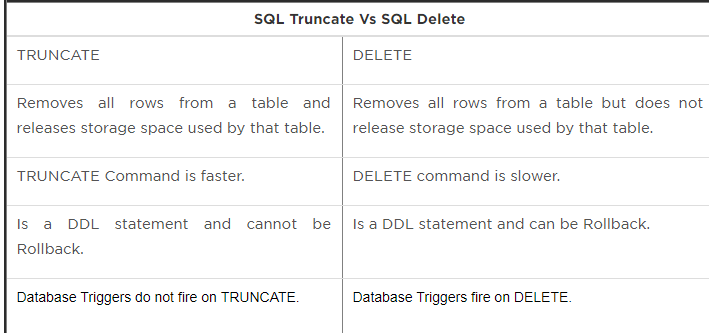 SQL Truncate Vs SQL Delete
TRUNCATE
DELETE
Removes all rows from a table and
releases storage space used by that table.
Removes all rows from a table but does not
release storage space used by that table.
TRUNCATE Command is faster.
DELETE command is slower.
Is a DDL statement and cannot be
Rollback.
Is a DDL statement and can be Rollback.
Database Triggers do not fire on TRUNCATE.
Database Triggers fire on DELETE.